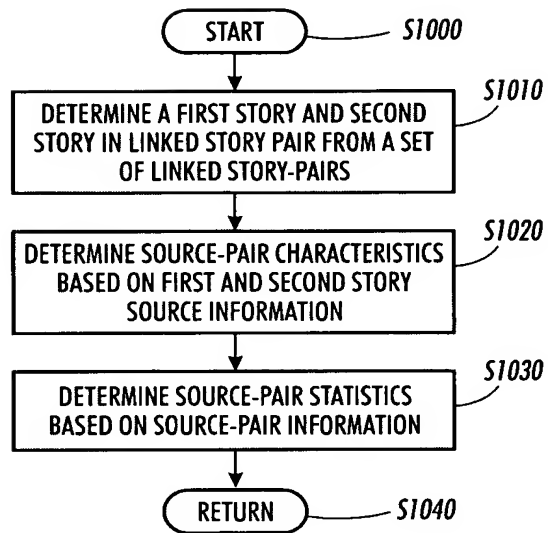 START
S1000
S1010
DETERMINE A FIRST STORY AND SECOND
STORY IN LINKED STORY PAIR FROM A SET
OF LINKED STORY-PAIRS
S1020
DETERMINE SOURCE-PAIR CHARACTERISTICS
BASED ON FIRST AND SECOND STORY
SOURCE INFORMATION
S1030
DETERMINE SOURCE-PAIR STATISTICS
BASED ON SOURCE-PAIR INFORMATION
RETURN
S1040